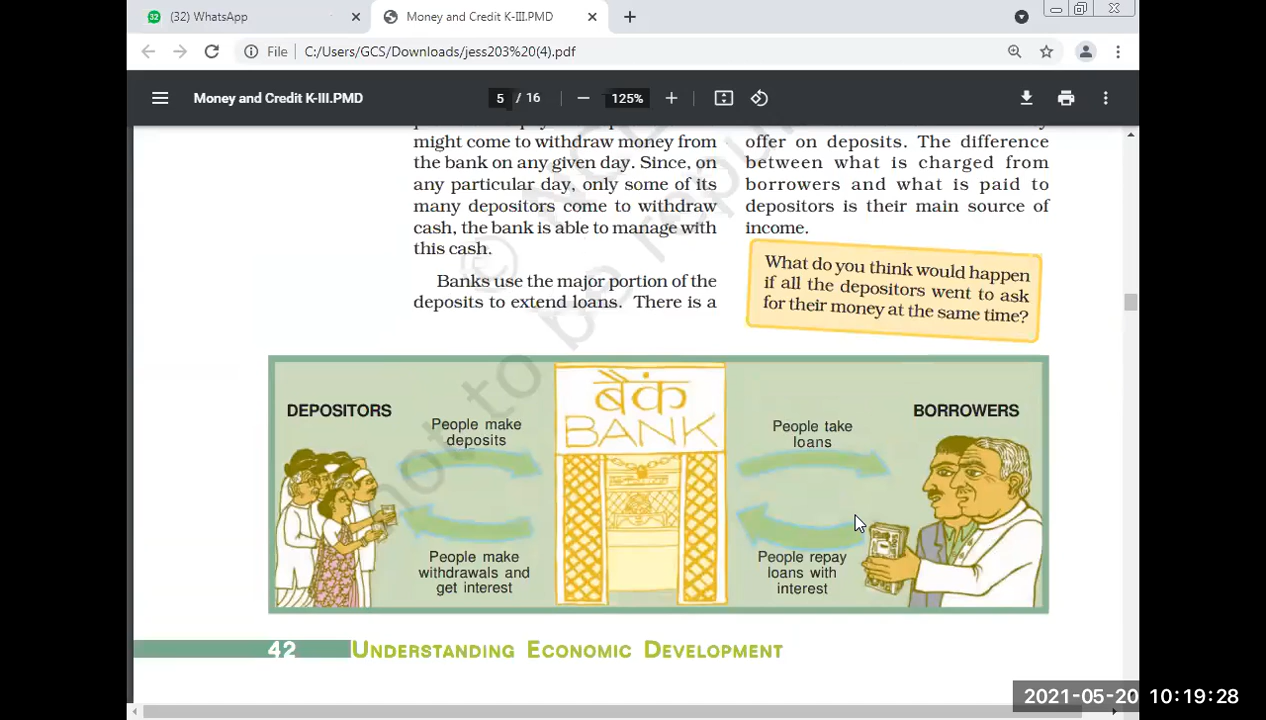 (32) WhatsApp
Money and Credit K-III.PMD
File
C:/Users/GCS/Downloads/jess203%20(4).pdf
Money and Credit K-III.PMD
5 / 16
125%
might come to withdraw money from
the bank on any given day. Since, on
any particular day, only some of its
many depositors come to withdraw
cash, the bank is able to manage with
this cash.
Banks use the major portion of the
deposits to extend loans. There is a
offer on deposits. The difference
between what is charged from
borrowers and what is paid to
depositors is their main source of
income.
What do you think would happen
if all the depositors went to ask
for their money at the same time?
DEPOSITORS
People make
deposits
People make
withdrawals and
get interest
बैंक
BANK
People take
loans
People repay
loans with
interest
BORROWERS
not to be repu
42
UNDERSTANDING ECONOMIC DEVELOPMENT
2021-05-20 10:19:28